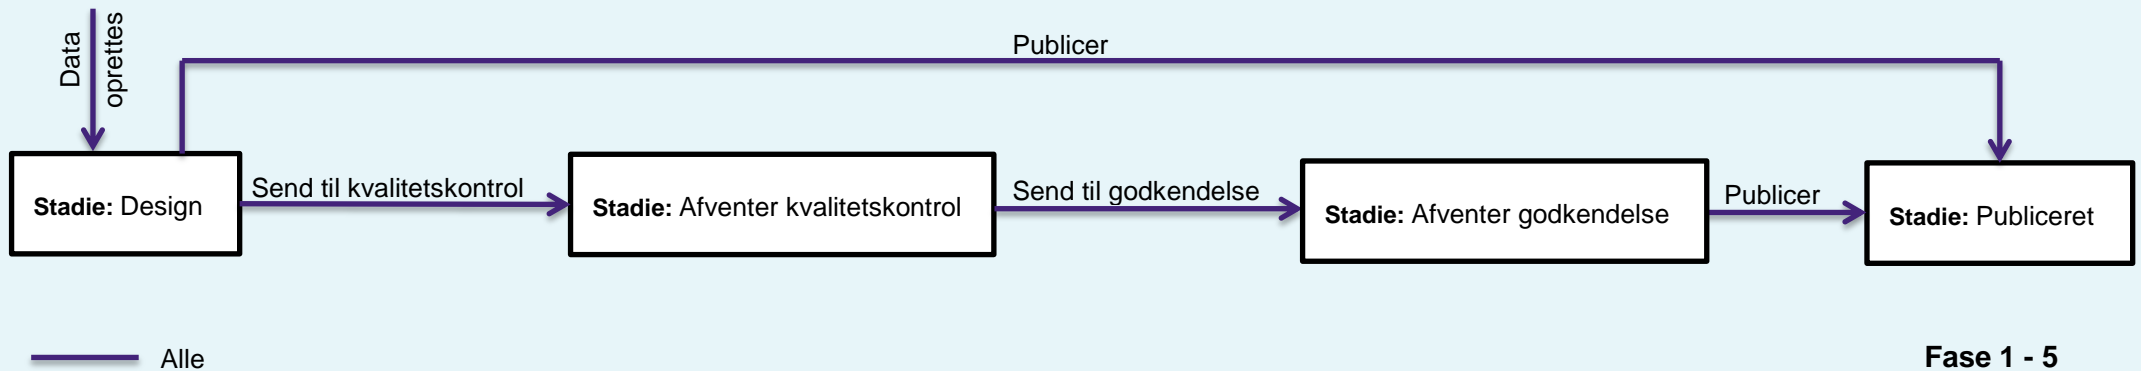 Data
oprettes
Publicer
Stadie: Design
Send til kvalitetskontrol
Stadie: Afventer kvalitetskontrol
Send til godkendelse
Stadie: Afventer godkendelse
Publicer
Stadie: Publiceret
Alle
Fase 1 - 5